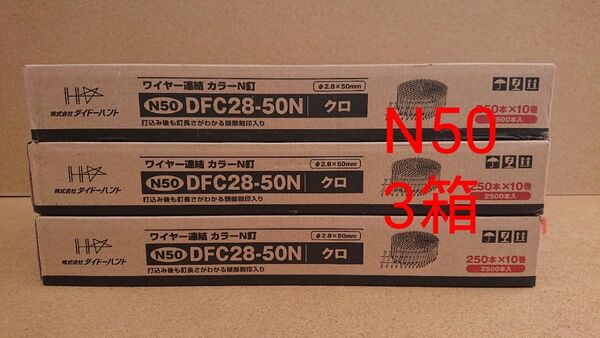 ワイヤー連結 カラーN釘
φ2.8×50mm
N50 DFC28-50N クロ
打込み後も釘長さがわかる頭部刻印入り
株式会社 ダイドーハント
250本×10巻
2500本入
N50
ワイヤー連結 カラーN釘
φ2.8×50mm
N50 DFC28-50N クロ
打込み後も釘長さがわかる頭部刻印入り
株式会社 ダイドーハント
250本×10巻
2500本入
3箱
ワイヤー連結 カラーN釘
φ2.8×50mm
N50 DFC28-50N クロ
打込み後も釘長さがわかる頭部刻印入り
株式会社 ダイドーハント
250本×10巻
2500本入